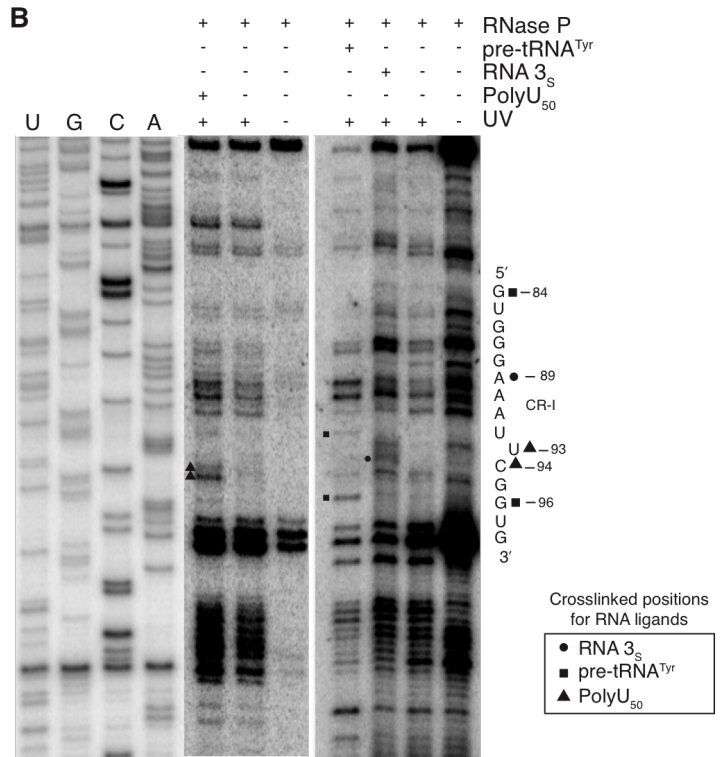 B
+ + + + + + + RNase P
- - - + - - - pre-tRNATyr
- - - - + - - RNA 3S
+ - - - - - - PolyU50
U G C A + + - + + + - UV
5′
G ■ – 84
U
G
G
G
A ● – 89
A
A CR-I
U
U ▲ – 93
C ▲ – 94
G
G ■ – 96
U
G
3′
Crosslinked positions
for RNA ligands
● RNA 3S
■ pre-tRNATyr
▲ PolyU50